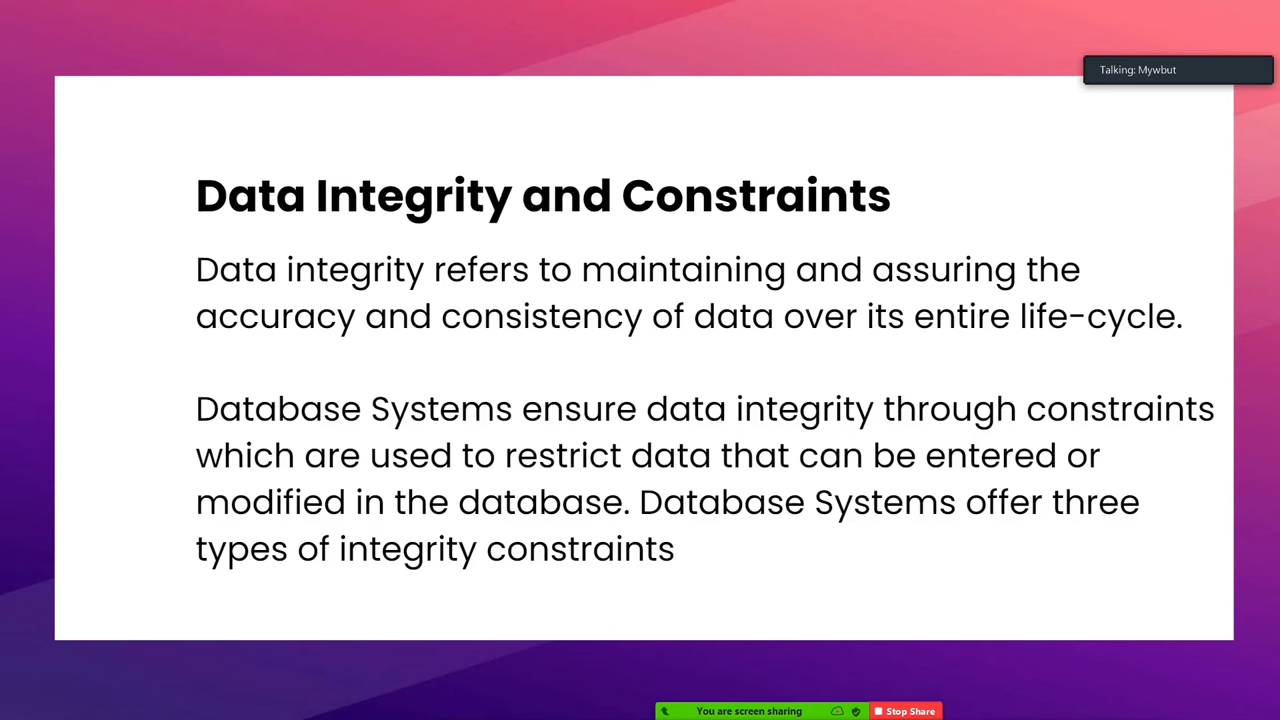 Talking: Mywbut
Data Integrity and Constraints
Data integrity refers to maintaining and assuring the
accuracy and consistency of data over its entire life-cycle.
Database Systems ensure data integrity through constraints
which are used to restrict data that can be entered or
modified in the database. Database Systems offer three
types of integrity constraints
You are screen sharing
Stop Share